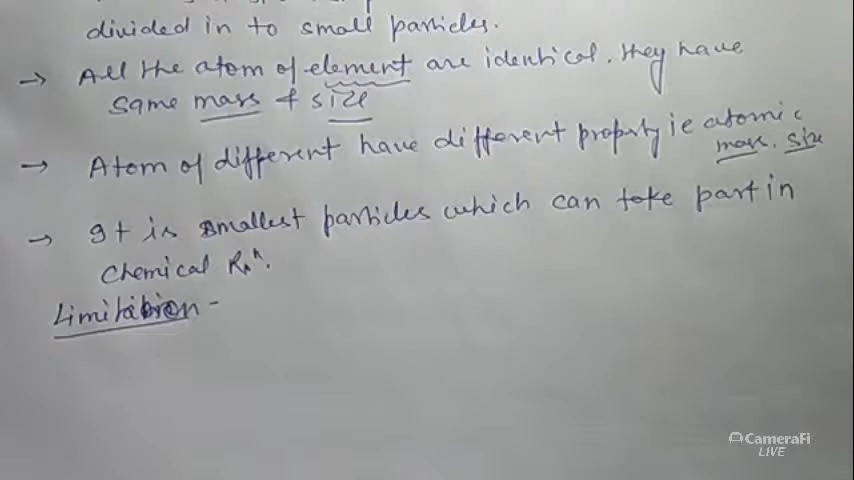 divided in to small particles.
→ All the atom of element are identical. they have
same mass & size
→ Atom of different have different property ie atomic
mass. size
→ It is smallest particles which can take part in
chemical Rxn.
Limitation -
CameraFi
LIVE